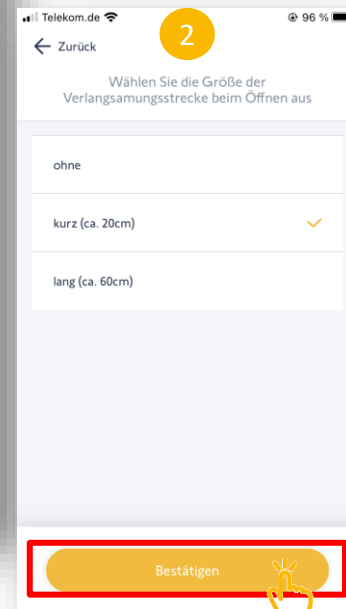 Telekom.de
96 %
2
Zurück
Wählen Sie die Größe der
Verlangsamungsstrecke beim Öffnen aus
ohne
kurz (ca. 20cm)
lang (ca. 60cm)
Bestätigen